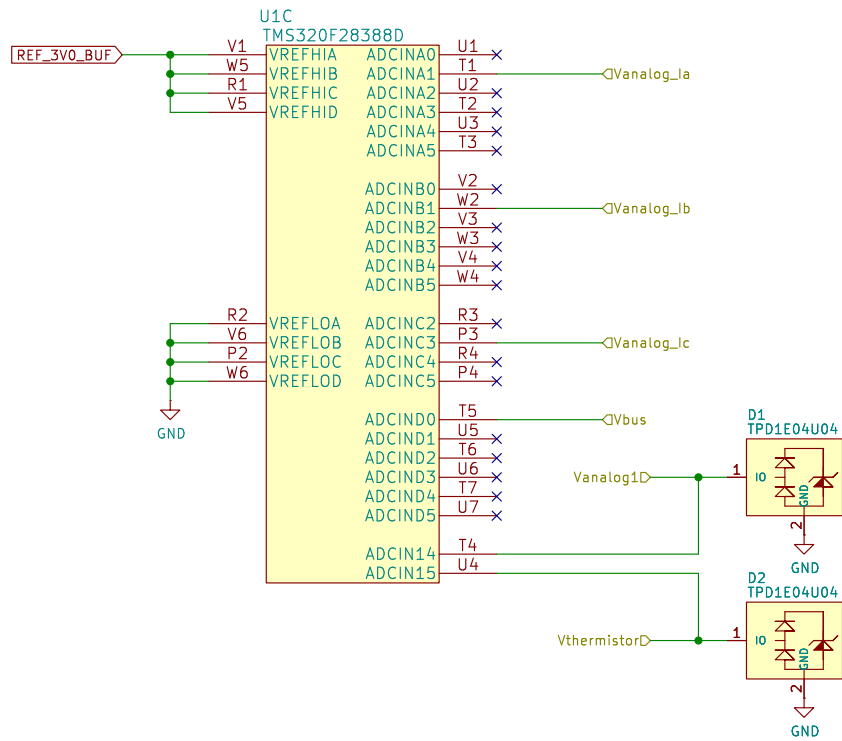 U1C
TMS320F28388D
REF_3V0_BUF
V1 VREFHIA ADCINA0 U1
W5 VREFHIB ADCINA1 T1 Vanalog_Ia
R1 VREFHIC ADCINA2 U2
V5 VREFHID ADCINA3 T2
ADCINA4 U3
ADCINA5 T3
ADCINB0 V2
ADCINB1 W2 Vanalog_Ib
ADCINB2 V3
ADCINB3 W3
ADCINB4 V4
ADCINB5 W4
R2 VREFLOA ADCINC2 R3
V6 VREFLOB ADCINC3 P3 Vanalog_Ic
P2 VREFLOC ADCINC4 R4
W6 VREFLOD ADCINC5 P4
GND
ADCIND0 T5 Vbus
ADCIND1 U5
ADCIND2 T6
ADCIND3 U6
ADCIND4 T7
ADCIND5 U7
ADCIN14 T4
ADCIN15 U4
D1
TPD1E04U04
Vanalog1 1 IO GND
2
GND
D2
TPD1E04U04
Vthermistor 1 IO GND
2
GND